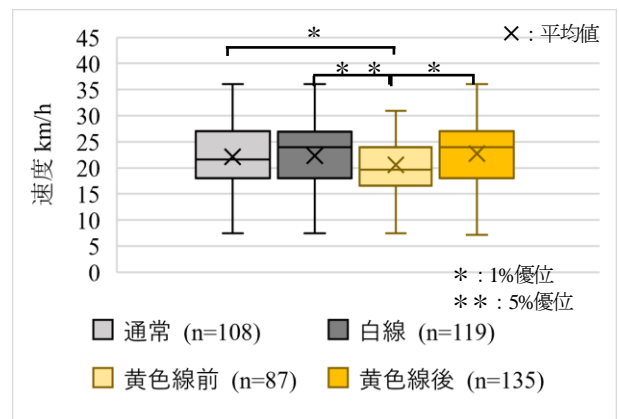 ×：平均値
＊
＊ ＊
＊
速度 km/h
45
40
35
30
25
20
15
10
5
0
＊：1%優位
＊＊：5%優位
通常 (n=108)
白線 (n=119)
黄色線前 (n=87)
黄色線後 (n=135)